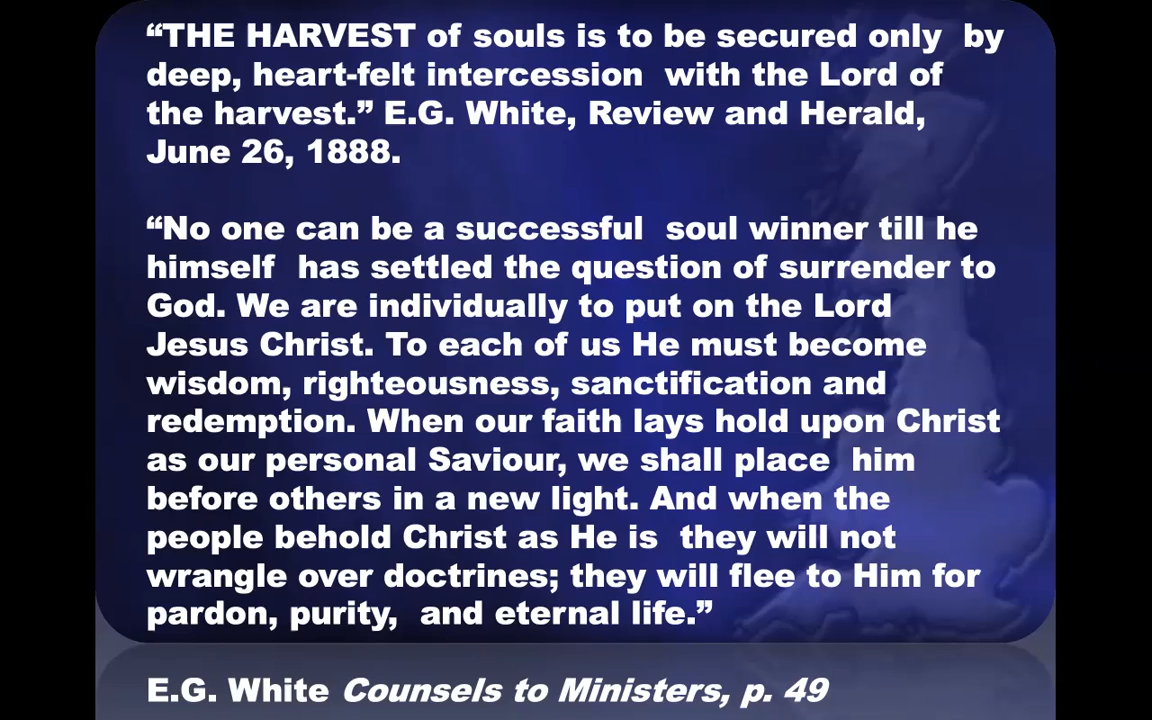 “THE HARVEST of souls is to be secured only by
deep, heart-felt intercession with the Lord of
the harvest.” E.G. White, Review and Herald,
June 26, 1888.
“No one can be a successful soul winner till he
himself has settled the question of surrender to
God. We are individually to put on the Lord
Jesus Christ. To each of us He must become
wisdom, righteousness, sanctification and
redemption. When our faith lays hold upon Christ
as our personal Saviour, we shall place him
before others in a new light. And when the
people behold Christ as He is they will not
wrangle over doctrines; they will flee to Him for
pardon, purity, and eternal life.”
E.G. White Counsels to Ministers, p. 49